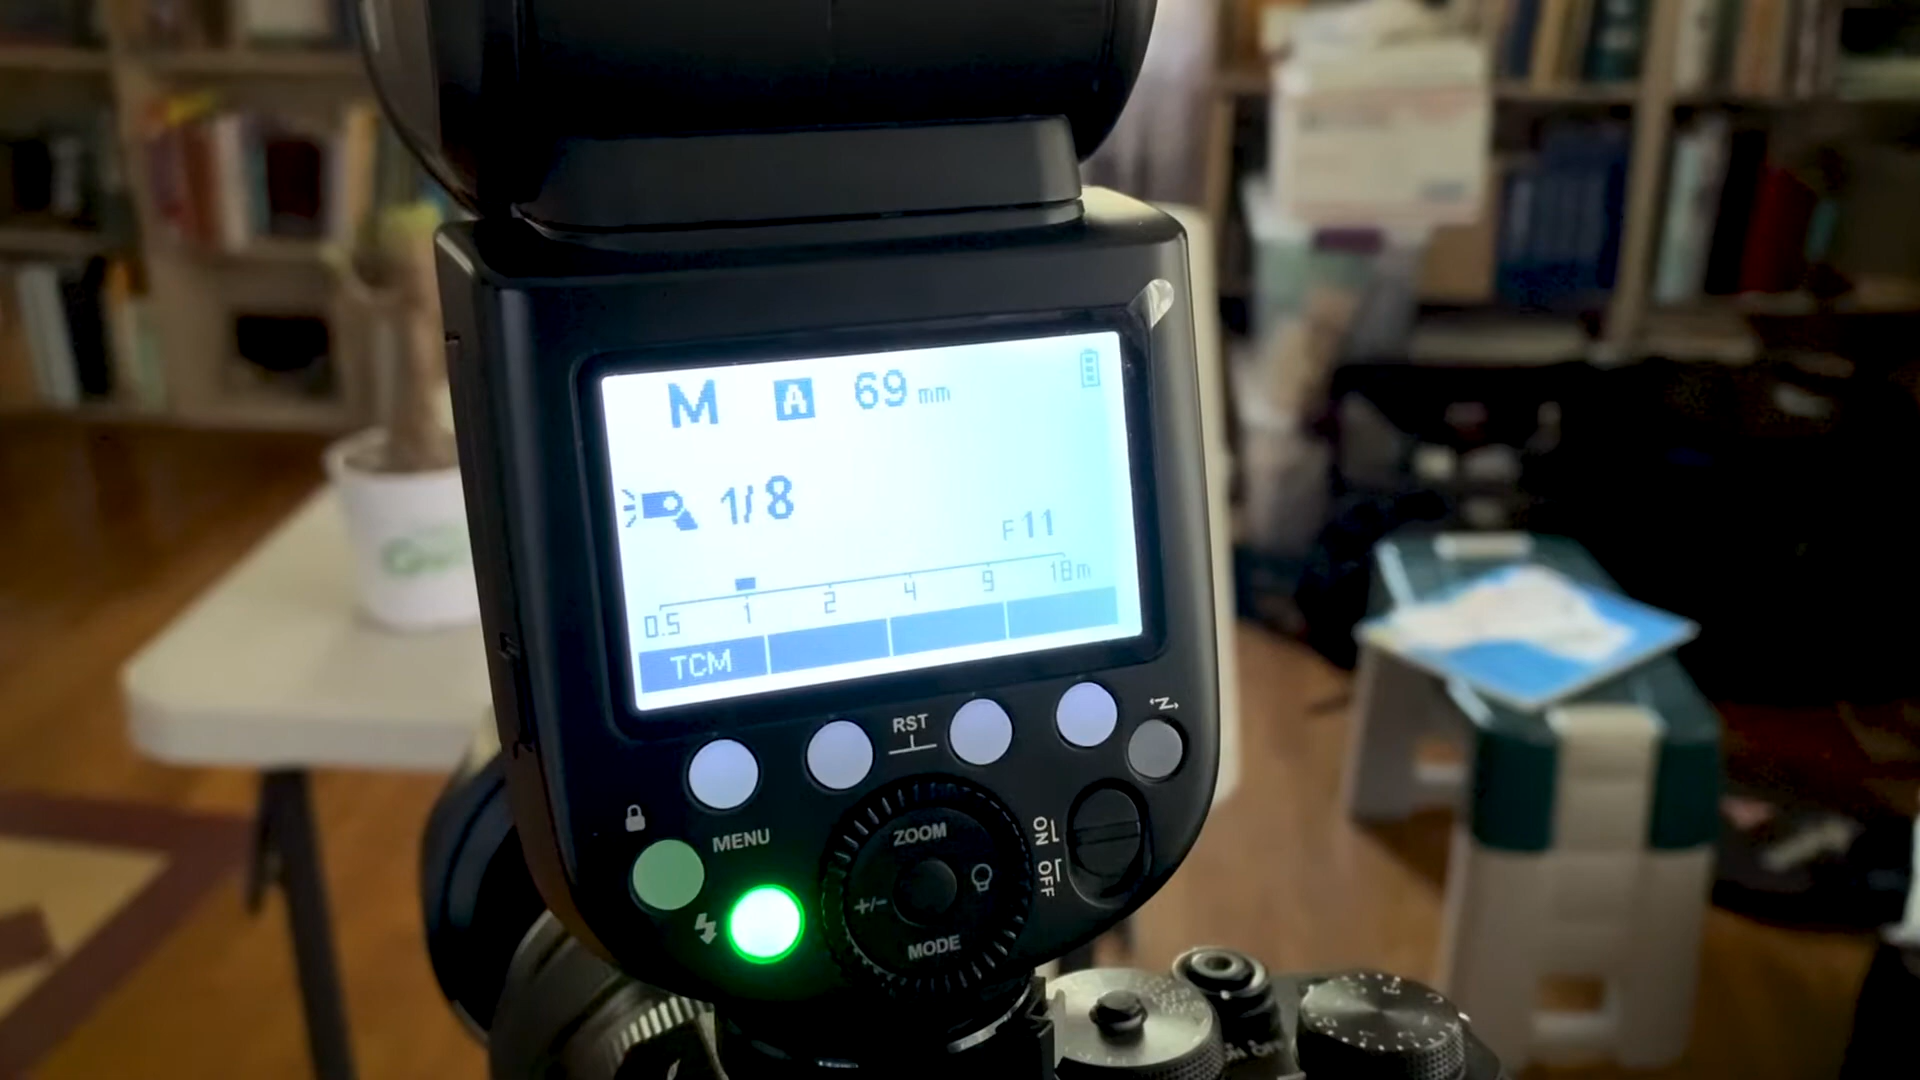 M A 69 mm
1/8
F11
0.5 1 2 4 9 18m
TCM
RST
MENU
ZOOM
+/-
MODE
ON
OFF